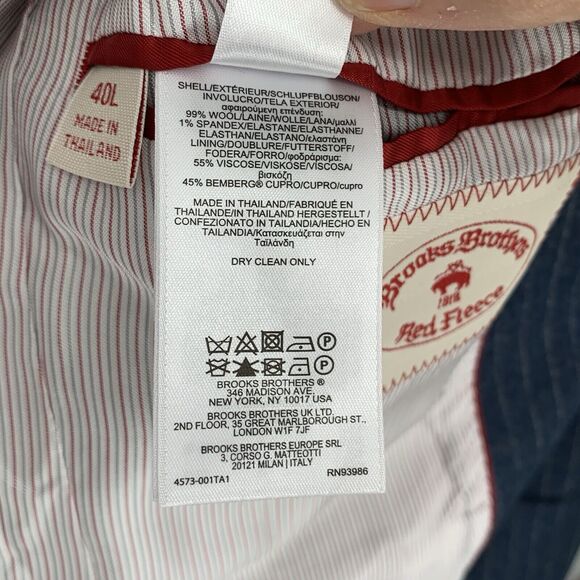 40L
MADE IN
THAILAND
SHELL/EXTÉRIEUR/SCHLUPFBLOUSON/
INVOLUCRO/TELA EXTERIOR/
αφαιρούμενη επένδυση:
99% WOOL/LAINE/WOLLE/LANA/μαλλί
1% SPANDEX/ELASTANE/ELASTHANNE/
ELASTHAN/ELASTANO/ελαστάνη
LINING/DOUBLURE/FUTTERSTOFF/
FODERA/FORRO/φοδράρισμα:
55% VISCOSE/VISKOSE/VISCOSA/
βισκόζη
45% BEMBERG® CUPRO/CUPRO/cupro
MADE IN THAILAND/FABRIQUÉ EN
THAILANDE/IN THAILAND HERGESTELLT /
CONFEZIONATO IN TAILANDIA/HECHO EN
TAILANDIA/Κατασκευάζεται στην
Ταϊλάνδη
DRY CLEAN ONLY
BROOKS BROTHERS ®
346 MADISON AVE.
NEW YORK, NY 10017 USA
BROOKS BROTHERS UK LTD.
2ND FLOOR, 35 GREAT MARLBOROUGH ST.,
LONDON W1F 7JF
BROOKS BROTHERS EUROPE SRL
3, CORSO G. MATTEOTTI
20121 MILAN | ITALY
4573-001TA1 RN93986
Brooks Brothers
1818
Red Fleece